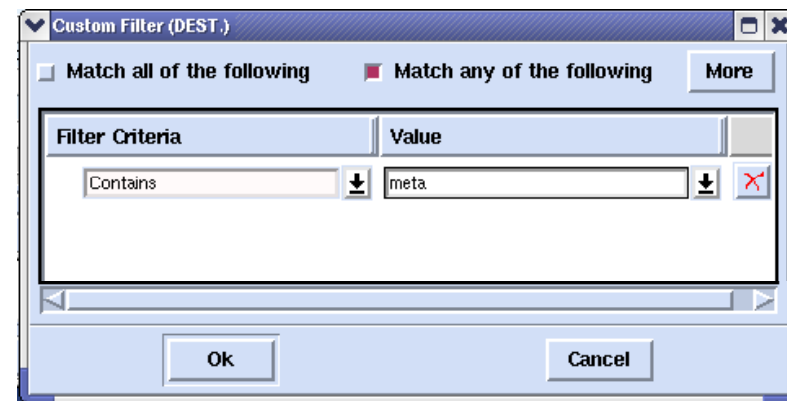 Custom Filter (DEST.)
Match all of the following Match any of the following More
Filter Criteria Value
Contains meta
Ok Cancel